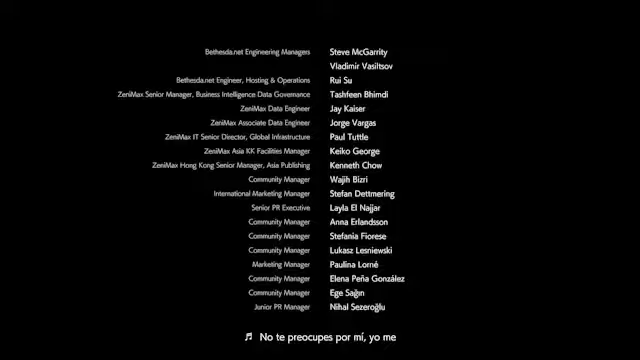 Bethesda.net Engineering Managers Steve McGarrity
Vladimir Vasiltsov
Bethesda.net Engineer, Hosting & Operations Rui Su
ZeniMax Senior Manager, Business Intelligence Data Governance Tashfeen Bhimdi
ZeniMax Data Engineer Jay Kaiser
ZeniMax Associate Data Engineer Jorge Vargas
ZeniMax IT Senior Director, Global Infrastructure Paul Tuttle
ZeniMax Asia KK Facilities Manager Keiko George
ZeniMax Hong Kong Senior Manager, Asia Publishing Kenneth Chow
Community Manager Wajih Bizri
International Marketing Manager Stefan Dettmering
Senior PR Executive Layla El Najjar
Community Manager Anna Erlandsson
Community Manager Stefania Fiorese
Community Manager Lukasz Lesniewski
Marketing Manager Paulina Lorné
Community Manager Elena Peña González
Community Manager Ege Sağın
Junior PR Manager Nihal Sezeroğlu
♬ No te preocupes por mí, yo me